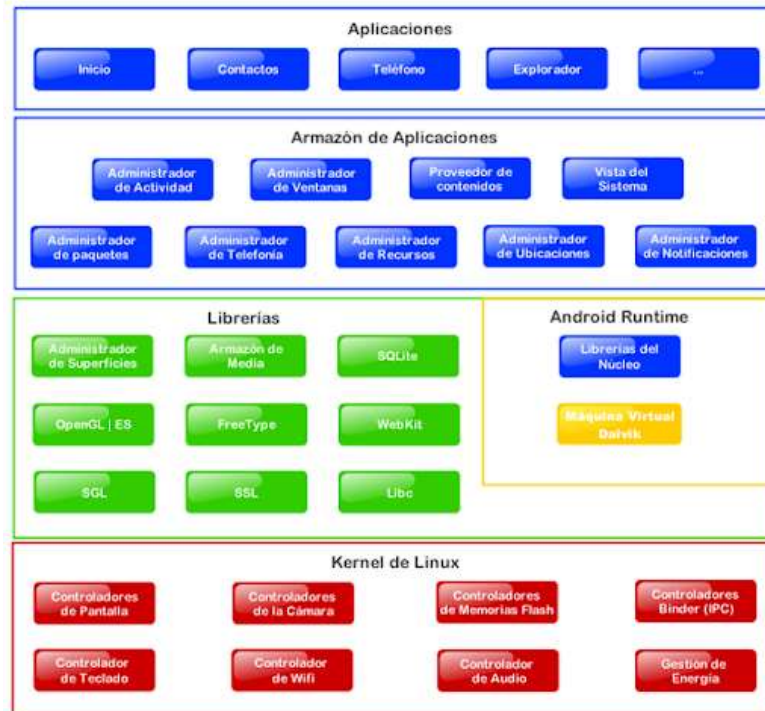 Aplicaciones
Inicio
Contactos
Teléfono
Explorador
...
Armazón de Aplicaciones
Administrador
de Actividad
Administrador
de Ventanas
Proveedor de
contenidos
Vista del
Sistema
Administrador
de paquetes
Administrador
de Telefonía
Administrador
de Recursos
Administrador
de Ubicaciones
Administrador
de Notificaciones
Librerías
Administrador
de Superficies
Armazón de
Media
SQLite
OpenGL | ES
FreeType
WebKit
SGL
SSL
Libc
Android Runtime
Librerías del
Núcleo
Máquina Virtual
Dalvik
Kernel de Linux
Controladores
de Pantalla
Controladores
de la Cámara
Controladores
de Memorias Flash
Controladores
Binder (IPC)
Controlador
de Teclado
Controlador
de Wifi
Controlador
de Audio
Gestión de
Energía